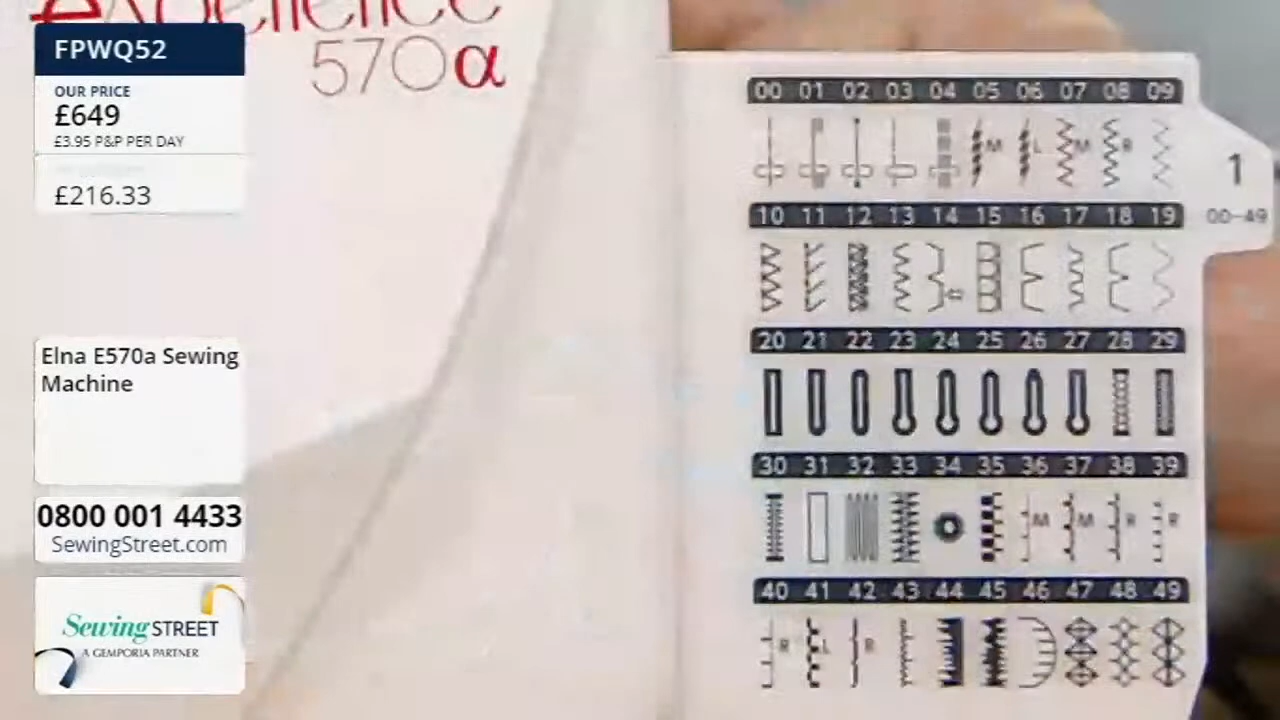 FPWQ52
OUR PRICE
£649
£3.95 P&P PER DAY
£216.33
Elna E570a Sewing
Machine
0800 001 4433
SewingStreet.com
Sewing STREET
A GEMPORIA PARTNER
experience
570α
00 01 02 03 04 05 06 07 08 09
M L M R
1
00-49
10 11 12 13 14 15 16 17 18 19
20 21 22 23 24 25 26 27 28 29
30 31 32 33 34 35 36 37 38 39
M M R R
40 41 42 43 44 45 46 47 48 49
R L R